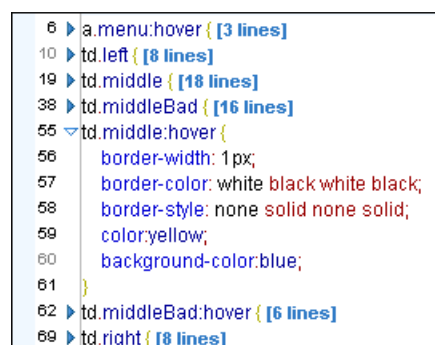 6 a.menu:hover { [3 lines]
10 td.left { [8 lines]
19 td.middle { [18 lines]
38 td.middleBad { [16 lines]
55 td.middle:hover {
56 border-width: 1px;
57 border-color: white black white black;
58 border-style: none solid none solid;
59 color:yellow;
60 background-color:blue;
61 }
62 td.middleBad:hover { [6 lines]
69 td.right { [8 lines]